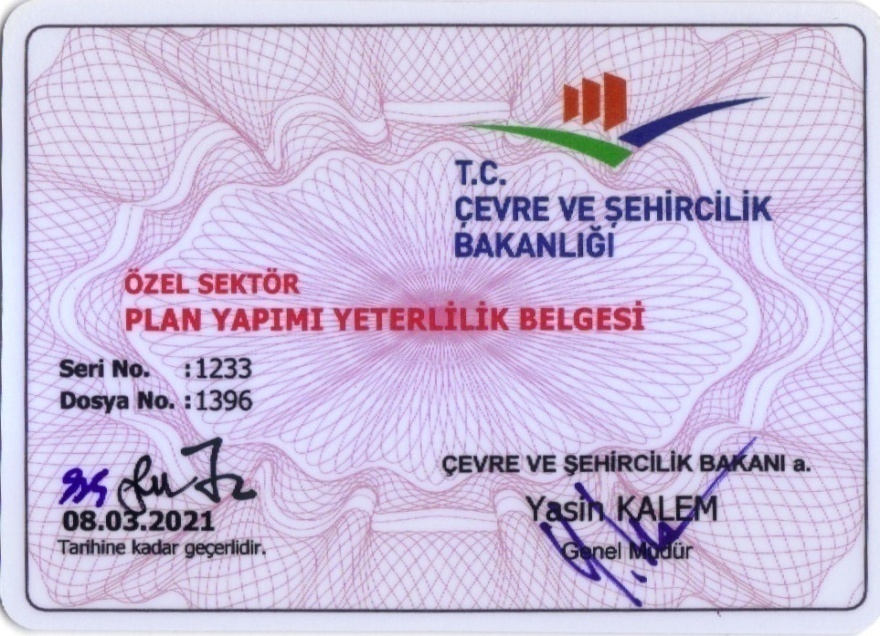 T.C.
ÇEVRE VE ŞEHİRCİLİK
BAKANLIĞI
ÖZEL SEKTÖR
PLAN YAPIMI YETERLİLİK BELGESİ
Seri No. :1233
Dosya No. :1396
ÇEVRE VE ŞEHİRCİLİK BAKANI a.
Yasin KALEM
Genel Müdür
08.03.2021
Tarihine kadar geçerlidir.